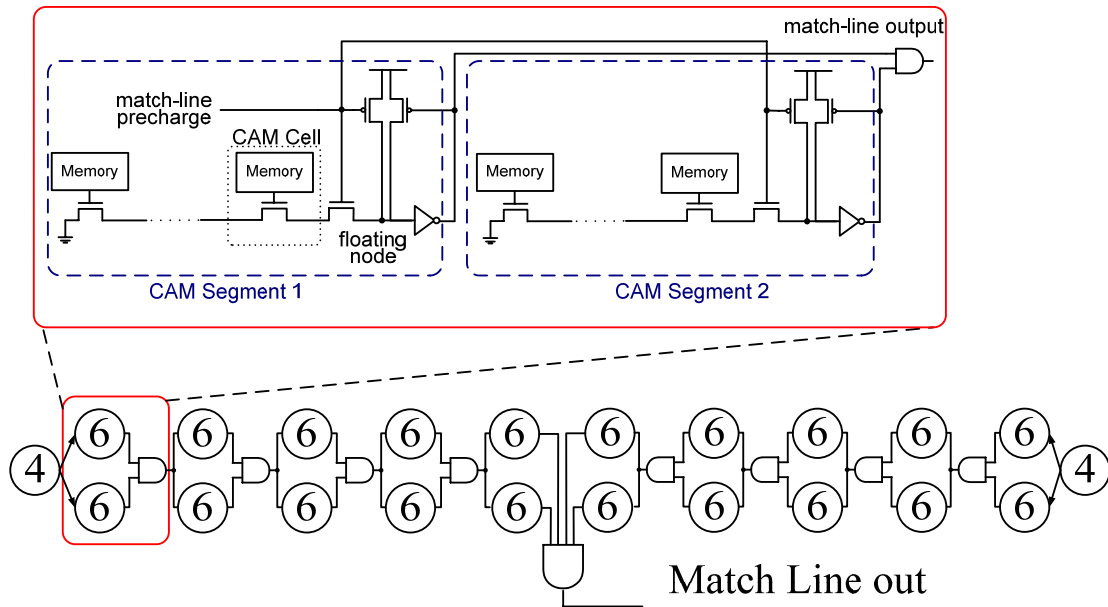 match-line output
match-line
precharge
CAM Cell
Memory
Memory
Memory
Memory
floating
node
CAM Segment 1
CAM Segment 2
6 6 6 6 6 6 6 6 6 6
4 4
6 6 6 6 6 6 6 6 6 6
Match Line out